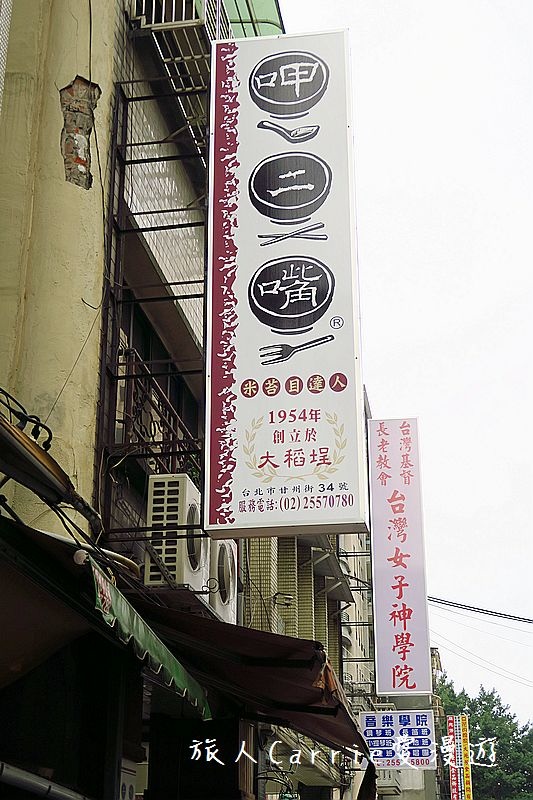 呷
二
嘴
®
米苔目達人
1954年
創立於
大稻埕
台北市甘州街34號
服務電話:(02)25570780
台灣基督
長老教會
台灣女子神學院
音樂學院
旅人Carrie愛漫遊